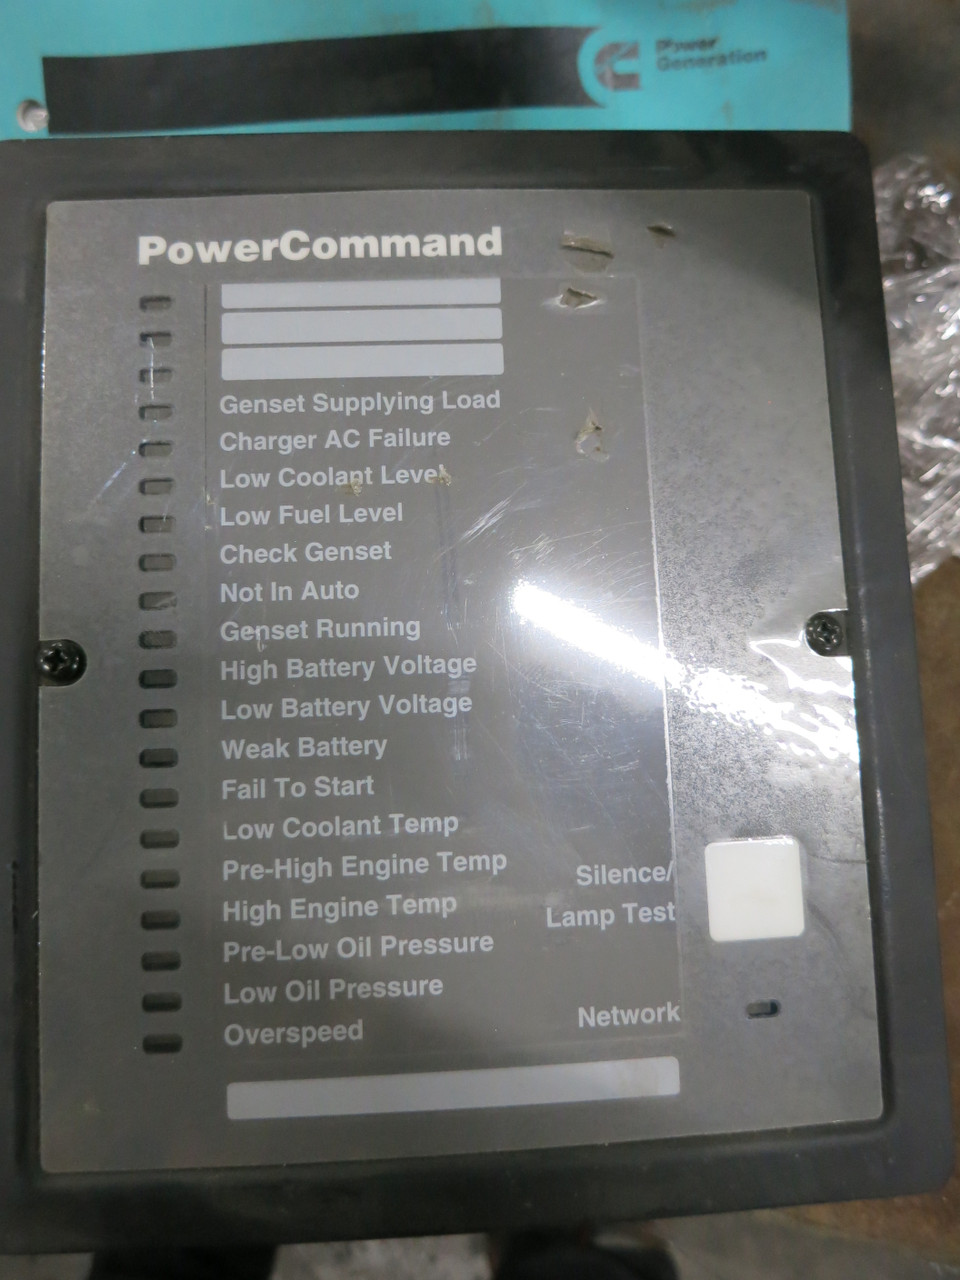 Power
Generation
PowerCommand
Genset Supplying Load
Charger AC Failure
Low Coolant Level
Low Fuel Level
Check Genset
Not In Auto
Genset Running
High Battery Voltage
Low Battery Voltage
Weak Battery
Fail To Start
Low Coolant Temp
Pre-High Engine Temp
High Engine Temp
Pre-Low Oil Pressure
Low Oil Pressure
Overspeed
Silence/
Lamp Test
Network